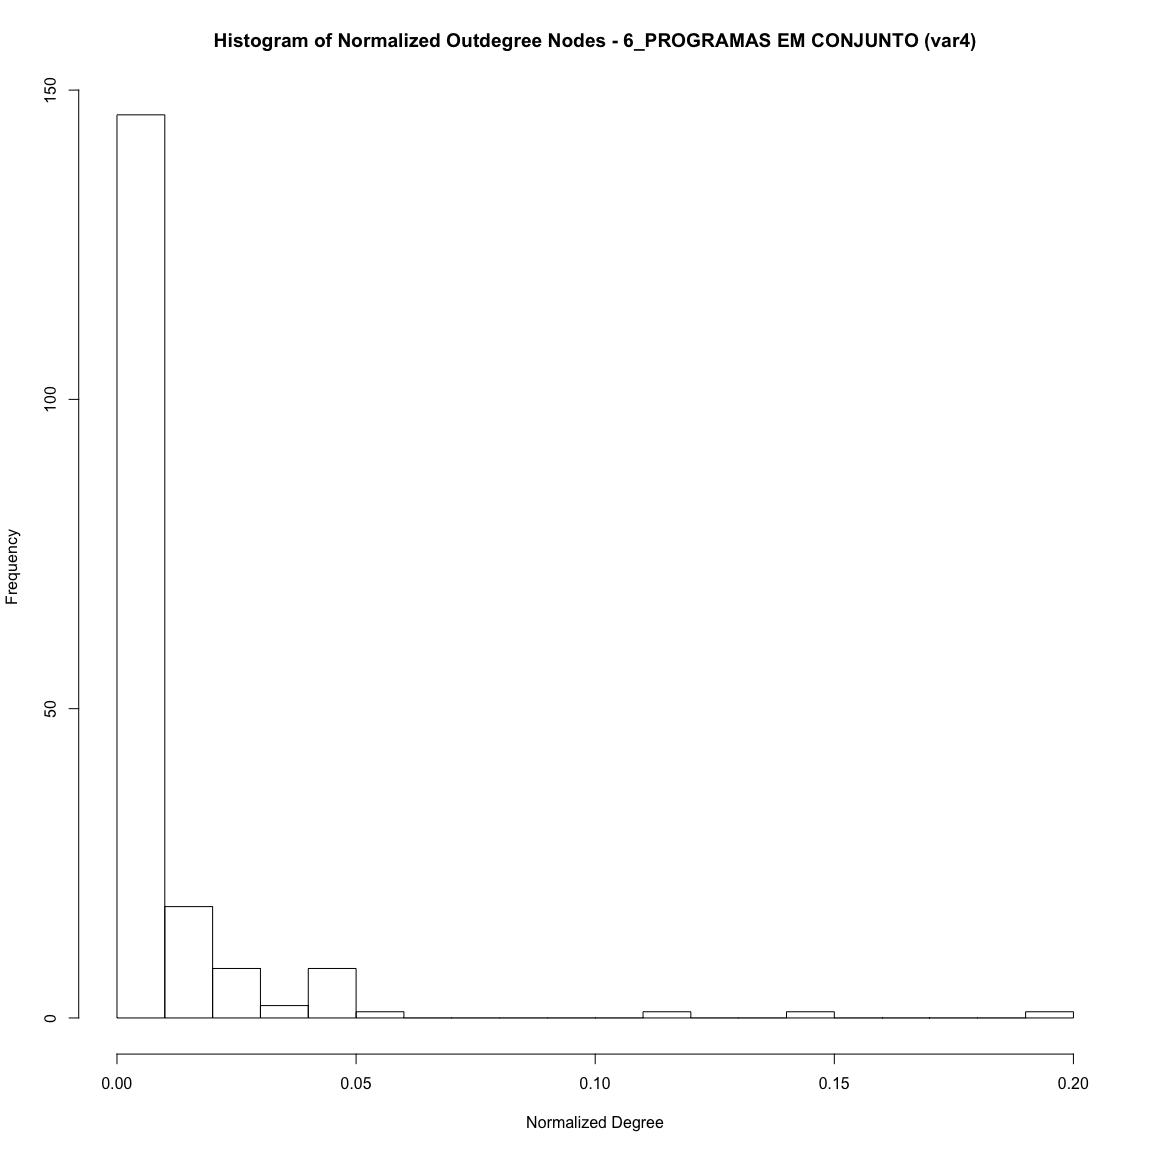 Histogram of Normalized Outdegree Nodes - 6_PROGRAMAS EM CONJUNTO (var4)
150
100
50
0
Frequency
0.00 0.05 0.10 0.15 0.20
Normalized Degree